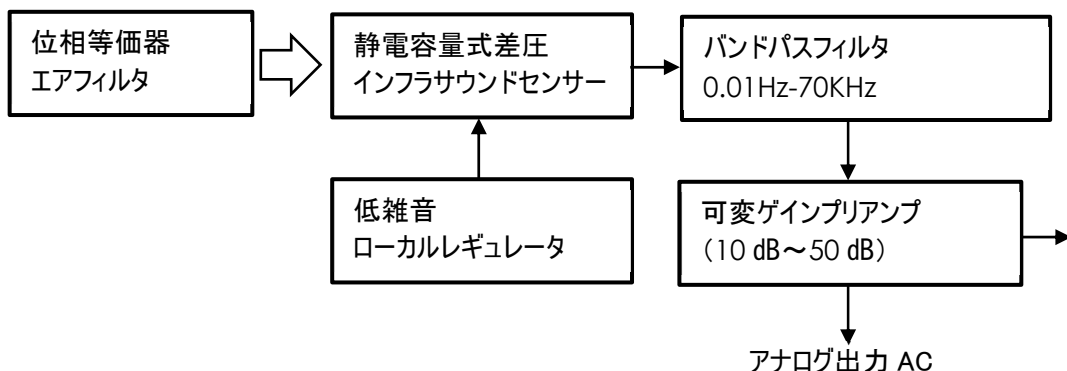 位相等価器
エアフィルタ
静電容量式差圧
インフラサウンドセンサー
バンドパスフィルタ
0.01Hz-70KHz
低雑音
ローカルレギュレータ
可変ゲインプリアンプ
(10 dB～50 dB)
アナログ出力 AC